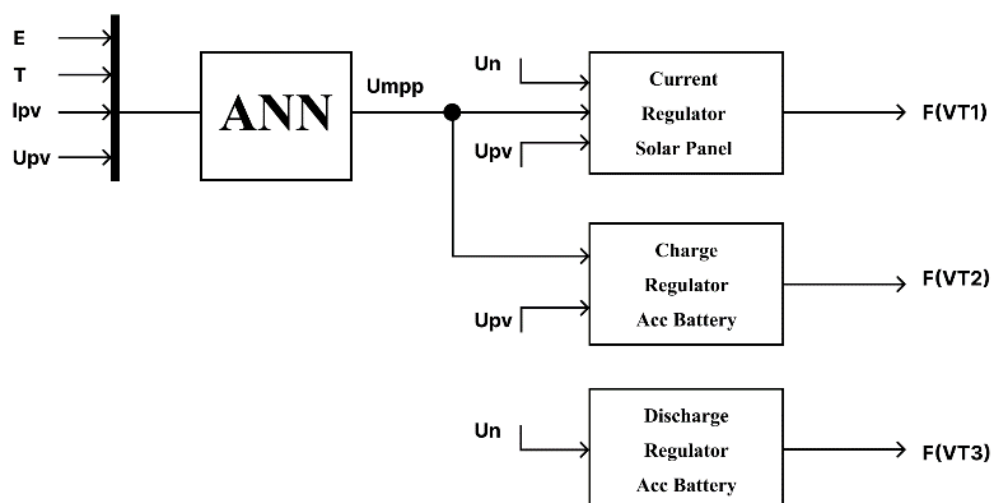 E
T
Ipv
Upv
ANN
Umpp
Un
Upv
Current
Regulator
Solar Panel
F(VT1)
Upv
Charge
Regulator
Acc Battery
F(VT2)
Un
Discharge
Regulator
Acc Battery
F(VT3)